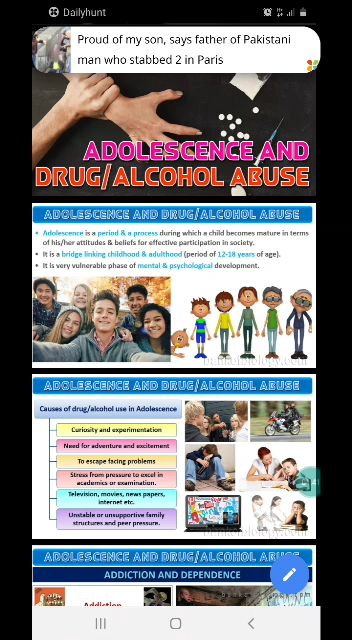 Dailyhunt
Proud of my son, says father of Pakistani
man who stabbed 2 in Paris
ADOLESCENCE AND
DRUG/ALCOHOL ABUSE
ADOLESCENCE AND DRUG/ALCOHOL ABUSE
• Adolescence is a period & a process during which a child becomes mature in terms
of his/her attitudes & beliefs for effective participation in society.
• It is a bridge linking childhood & adulthood (period of 12-18 years of age).
• It is very vulnerable phase of mental & psychological development.
ADOLESCENCE AND DRUG/ALCOHOL ABUSE
Causes of drug/alcohol use in Adolescence
Curiosity and experimentation
Need for adventure and excitement
To escape facing problems
Stress from pressure to excel in
academics or examination.
Television, movies, news papers,
internet etc.
Unstable or unsupportive family
structures and peer pressure.
ADOLESCENCE AND DRUG/ALCOHOL ABUSE
ADDICTION AND DEPENDENCE
Addiction